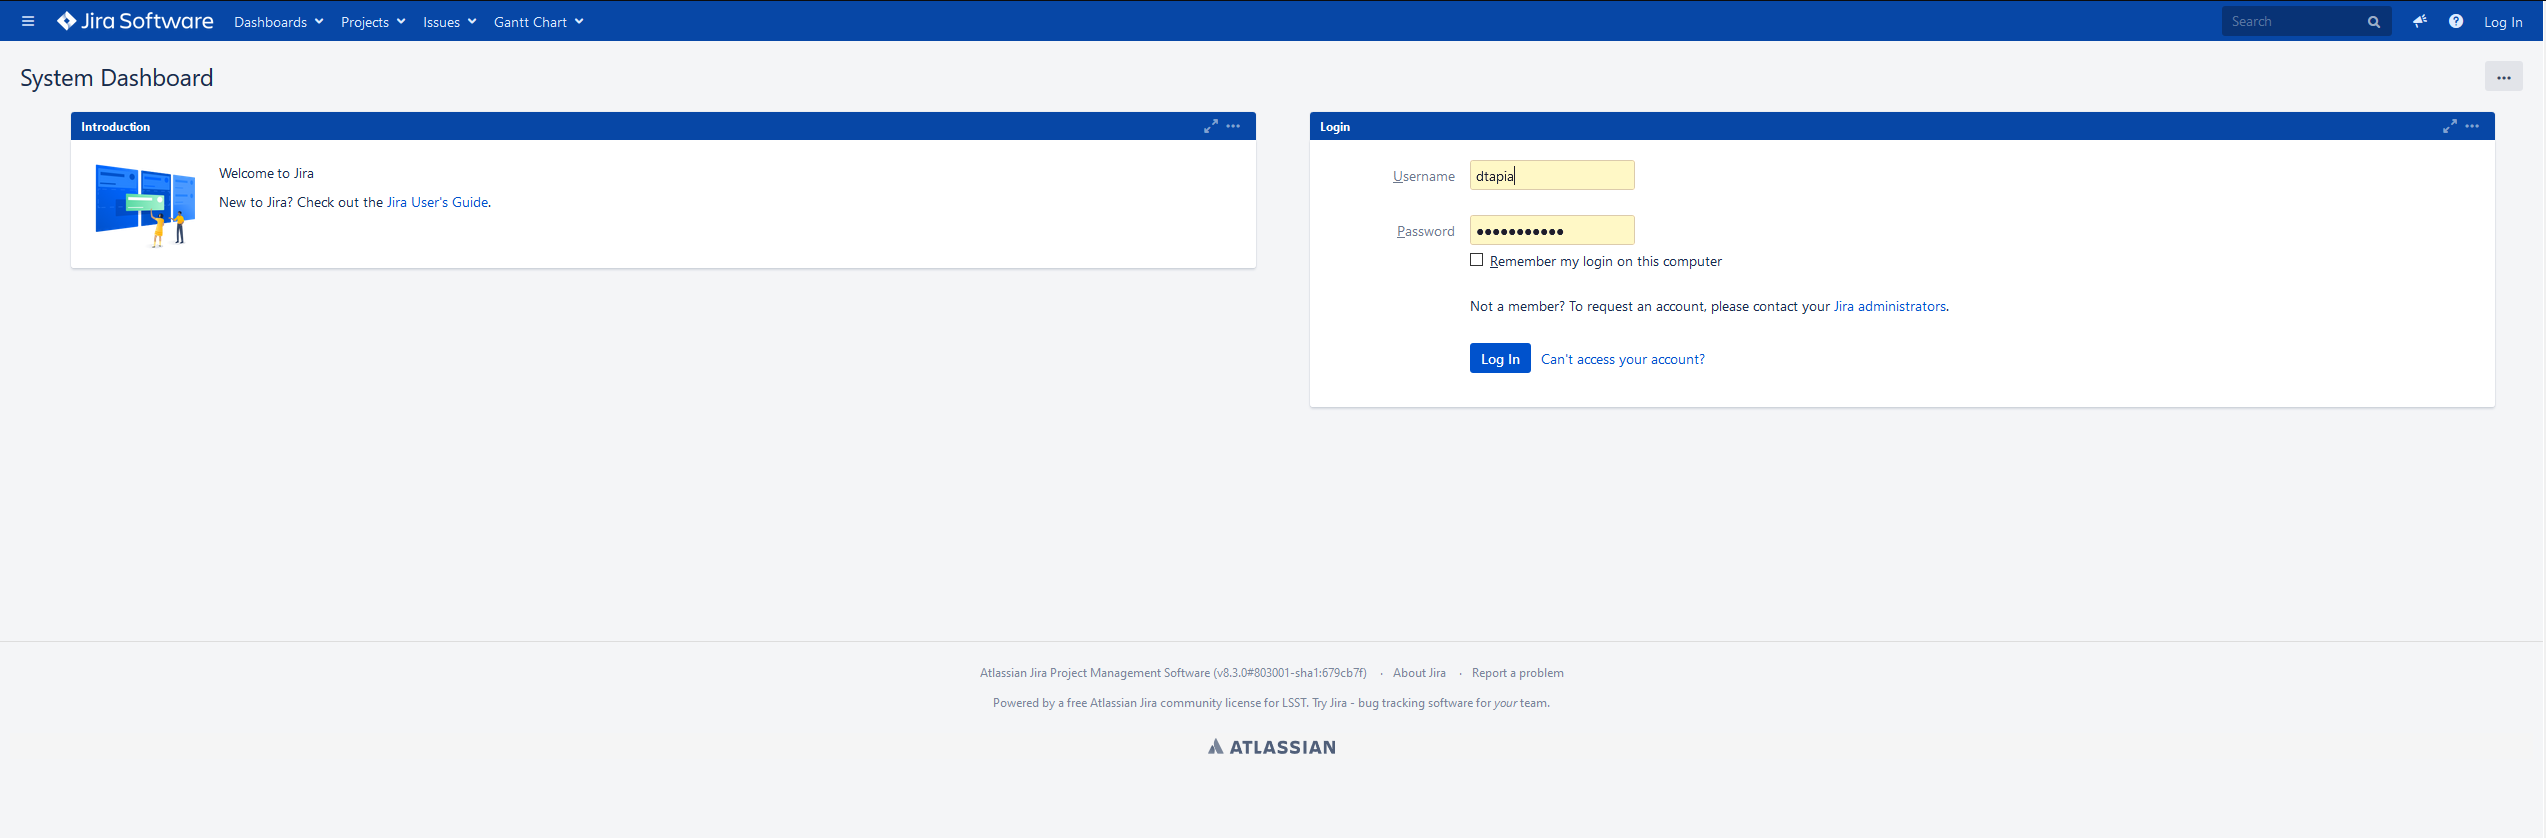 Jira Software Dashboards Projects Issues Gantt Chart Search Log In
System Dashboard
Introduction
Welcome to Jira
New to Jira? Check out the Jira User's Guide.
Login
Username dtapia
Password •••••••••••
Remember my login on this computer
Not a member? To request an account, please contact your Jira administrators.
Log In Can't access your account?
Atlassian Jira Project Management Software (v8.3.0#803001-sha1:679cb7f) · About Jira · Report a problem
Powered by a free Atlassian Jira community license for LSST. Try Jira - bug tracking software for your team.
ATLASSIAN